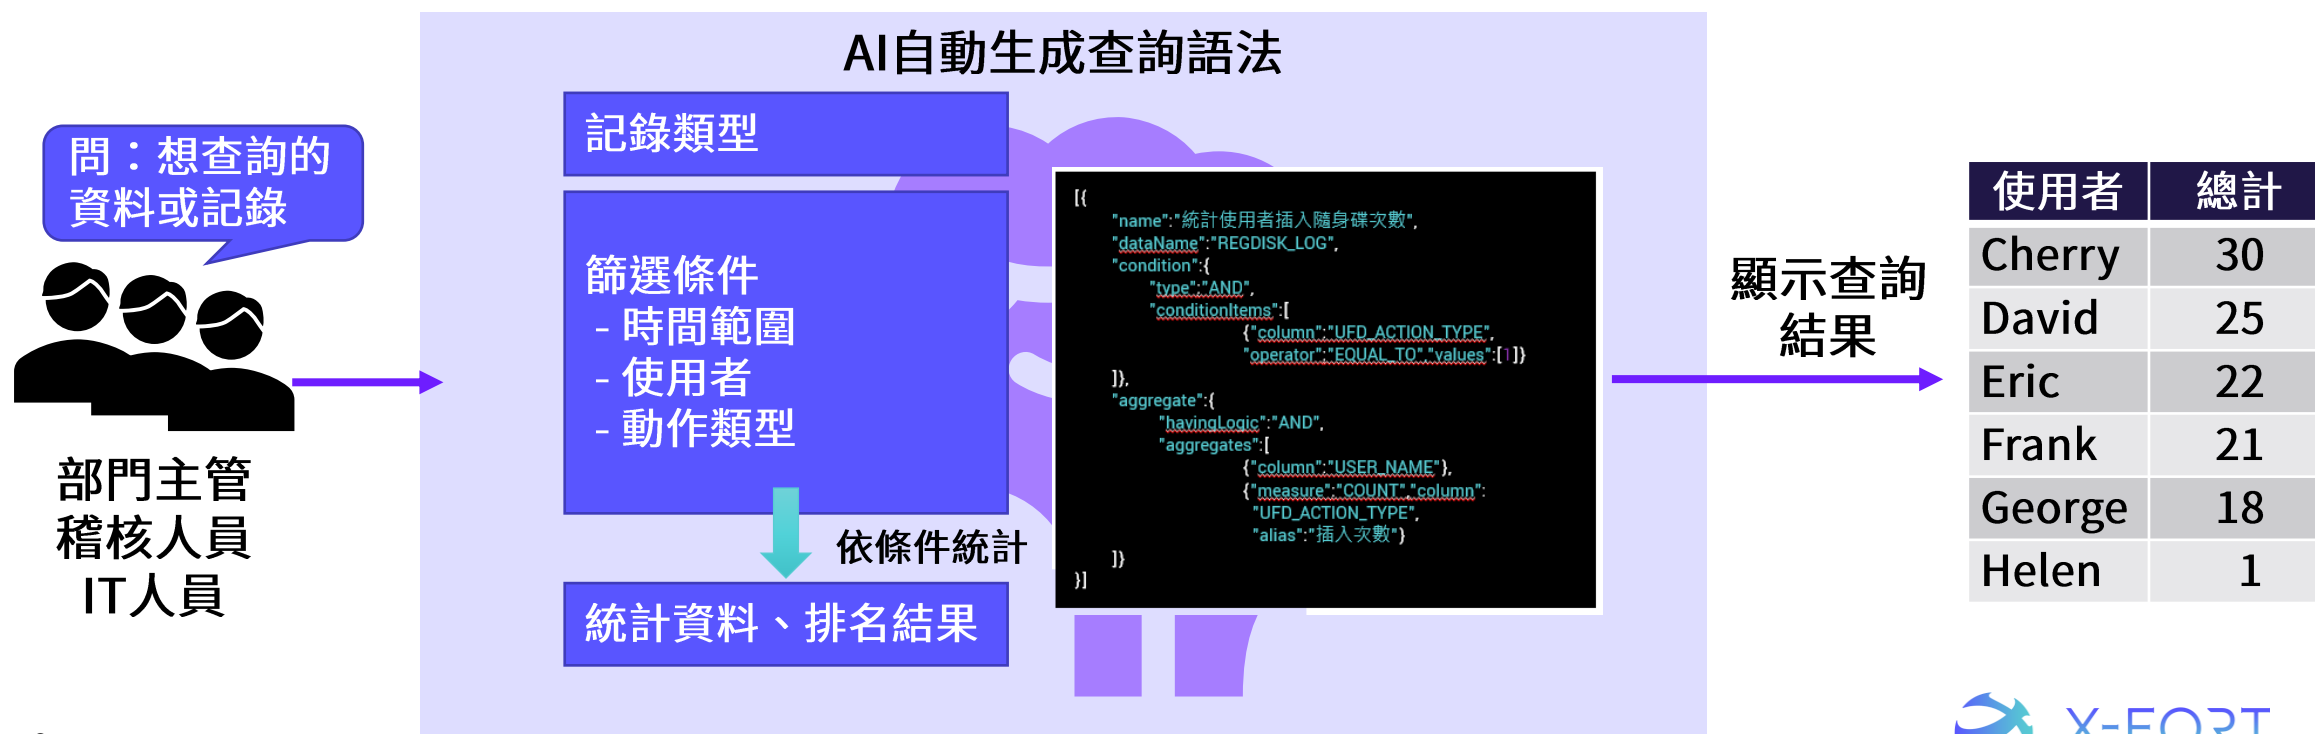 AI自動生成查詢語法
問：想查詢的
資料或記錄
部門主管
稽核人員
IT人員
記錄類型
篩選條件
- 時間範圍
- 使用者
- 動作類型
依條件統計
統計資料、排名結果
[{
"name":"統計使用者插入隨身碟次數",
"dataName":"REGDISK_LOG",
"condition":{
"type":"AND",
"conditionItems":[
{"column":"UFD_ACTION_TYPE",
"operator":"EQUAL_TO","values":[1]}
]},
"aggregate":{
"havingLogic":"AND",
"aggregates":[
{"column":"USER_NAME"},
{"measure":"COUNT","column":
"UFD_ACTION_TYPE",
"alias":"插入次數"}
]}
}]
顯示查詢
結果
使用者 總計
Cherry 30
David 25
Eric 22
Frank 21
George 18
Helen 1
X-FORT